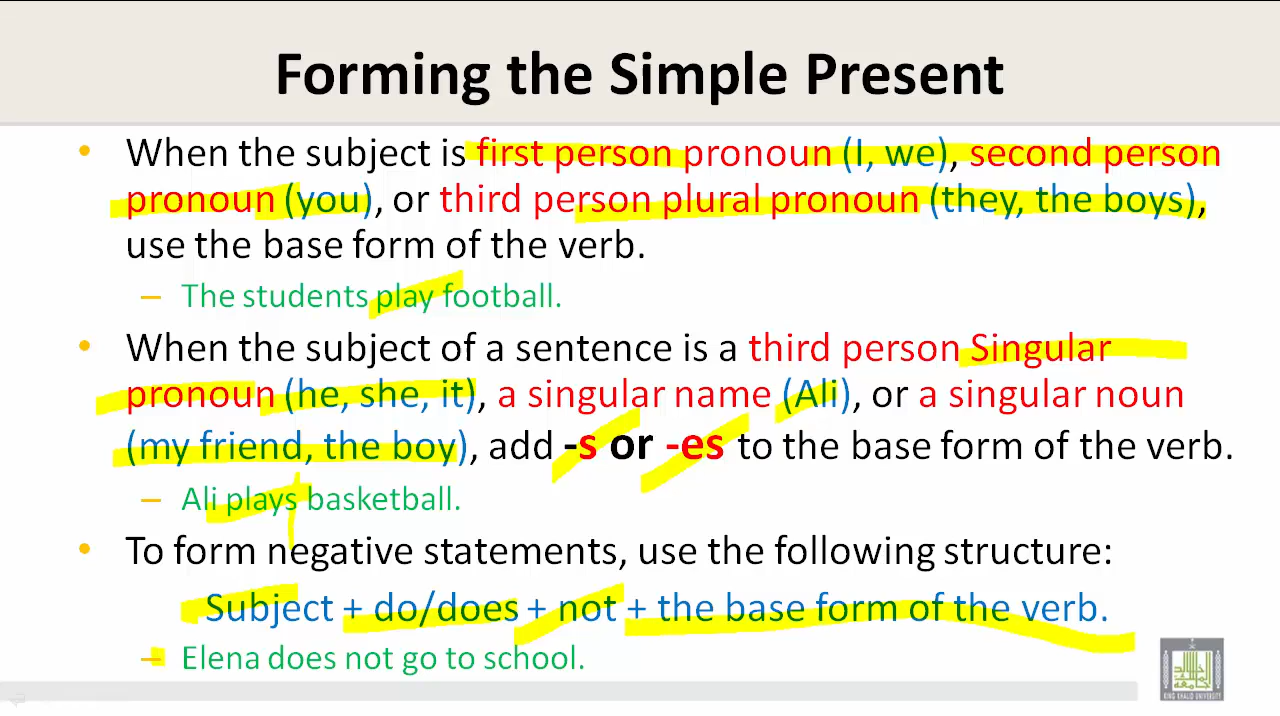 Forming the Simple Present
• When the subject is first person pronoun (I, we), second person
pronoun (you), or third person plural pronoun (they, the boys),
use the base form of the verb.
– The students play football.
• When the subject of a sentence is a third person Singular
pronoun (he, she, it), a singular name (Ali), or a singular noun
(my friend, the boy), add -s or -es to the base form of the verb.
– Ali plays basketball.
• To form negative statements, use the following structure:
Subject + do/does + not + the base form of the verb.
– Elena does not go to school.
KING KHALID UNIVERSITY